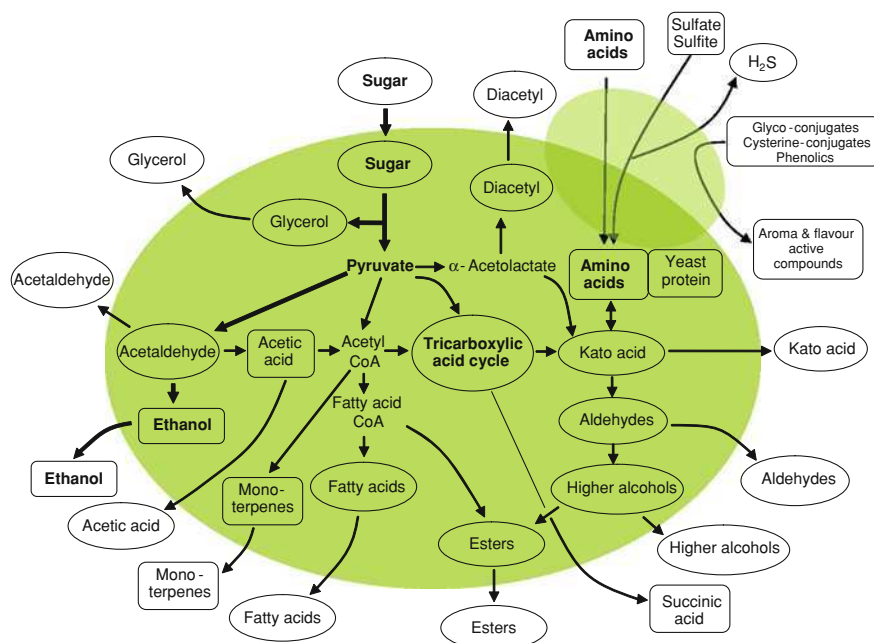 Amino
acids
Sulfate
Sulfite
H₂S
Sugar
Diacetyl
Glyco-conjugates
Cysterine-conjugates
Phenolics
Glycerol
Sugar
Diacetyl
Glycerol
Aroma & flavour
active
compounds
Pyruvate
α-Acetolactate
Amino
acids
Yeast
protein
Acetaldehyde
Acetaldehyde
Acetic
acid
Acetyl
CoA
Tricarboxylic
acid cycle
Kato acid
Kato acid
Ethanol
Fatty acid
CoA
Aldehydes
Ethanol
Mono-
terpenes
Fatty acids
Higher alcohols
Aldehydes
Acetic acid
Esters
Higher alcohols
Mono-
terpenes
Fatty acids
Esters
Succinic
acid